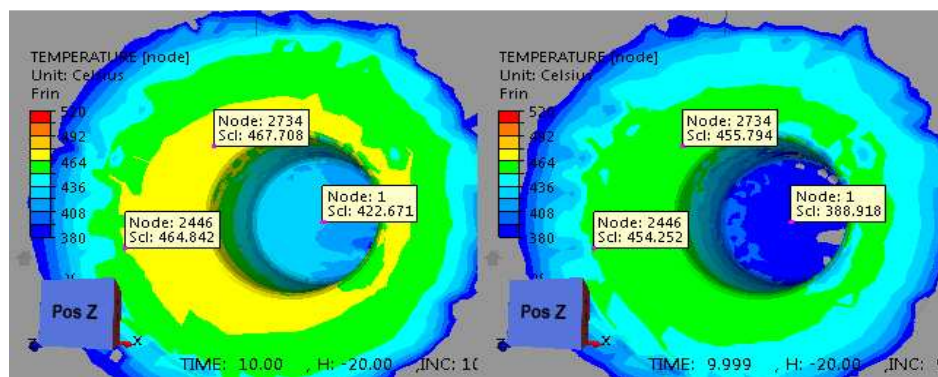 TEMPERATURE [node]
Unit: Celsius
Frin
520
492
464
436
408
380
Node: 2734
Scl: 467.708
Node: 1
Scl: 422.671
Node: 2446
Scl: 464.842
Pos Z
Z
X
TIME: 10.00 , H: -20.00 ,INC: 10
TEMPERATURE [node]
Unit: Celsius
Frin
520
492
464
436
408
380
Node: 2734
Scl: 455.794
Node: 1
Scl: 388.918
Node: 2446
Scl: 454.252
Pos Z
Z
X
TIME: 9.999 , H: -20.00 ,INC: